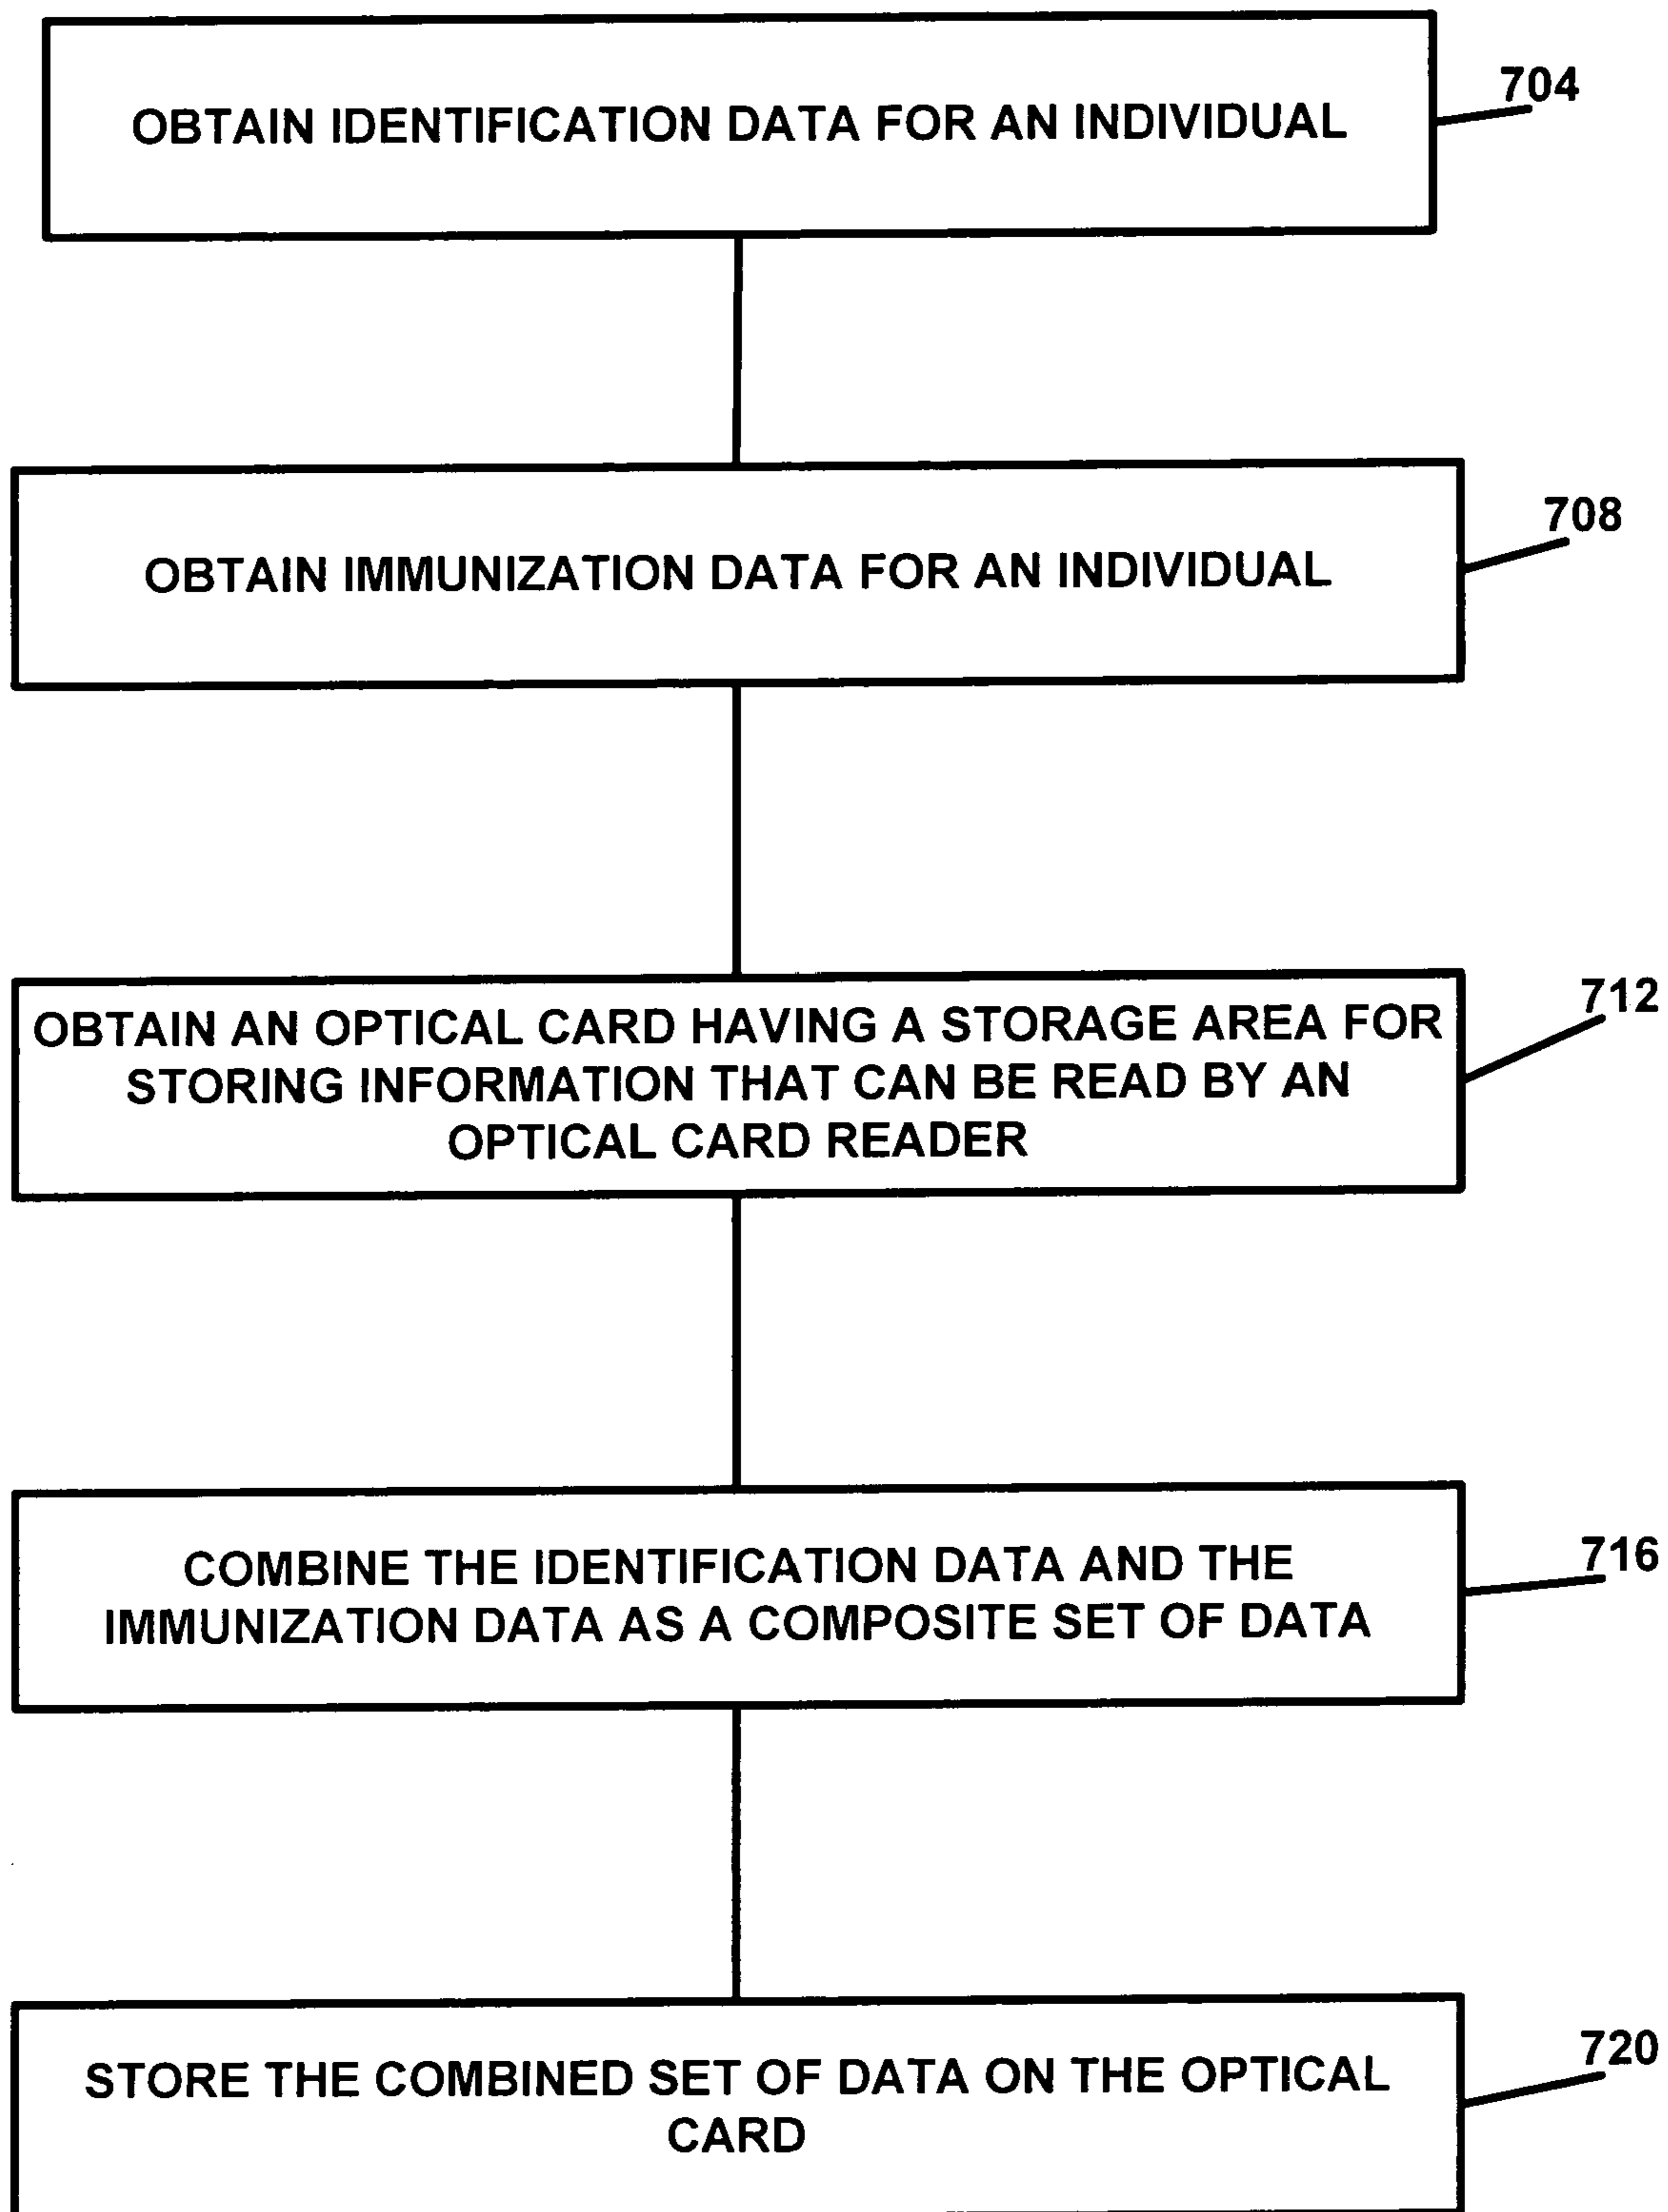 704
OBTAIN IDENTIFICATION DATA FOR AN INDIVIDUAL
708
OBTAIN IMMUNIZATION DATA FOR AN INDIVIDUAL
712
OBTAIN AN OPTICAL CARD HAVING A STORAGE AREA FOR
STORING INFORMATION THAT CAN BE READ BY AN
OPTICAL CARD READER
716
COMBINE THE IDENTIFICATION DATA AND THE
IMMUNIZATION DATA AS A COMPOSITE SET OF DATA
720
STORE THE COMBINED SET OF DATA ON THE OPTICAL
CARD